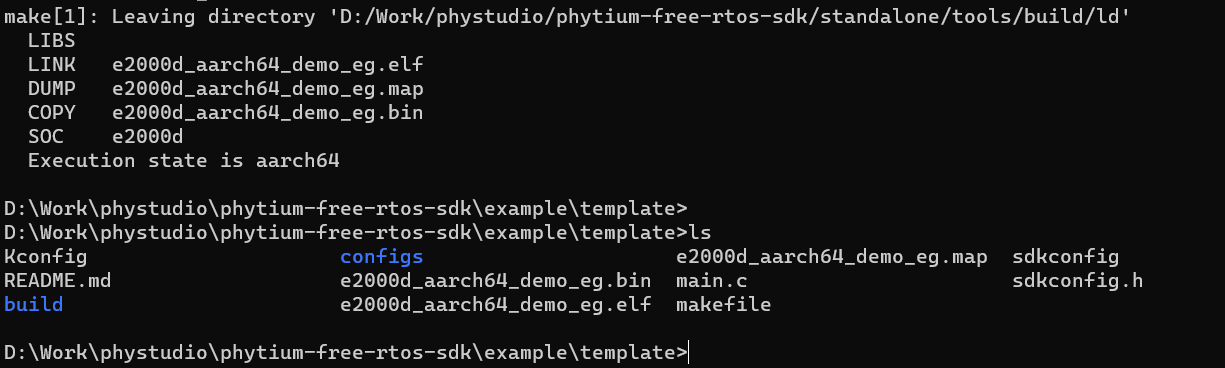 make[1]: Leaving directory 'D:/Work/phystudio/phytium-free-rtos-sdk/standalone/tools/build/ld'
  LIBS
  LINK   e2000d_aarch64_demo_eg.elf
  DUMP   e2000d_aarch64_demo_eg.map
  COPY   e2000d_aarch64_demo_eg.bin
  SOC    e2000d
  Execution state is aarch64
D:\Work\phystudio\phytium-free-rtos-sdk\example\template>
D:\Work\phystudio\phytium-free-rtos-sdk\example\template>ls
Kconfig                     configs                     e2000d_aarch64_demo_eg.map  sdkconfig
README.md                   e2000d_aarch64_demo_eg.bin  main.c                      sdkconfig.h
build                       e2000d_aarch64_demo_eg.elf  makefile
D:\Work\phystudio\phytium-free-rtos-sdk\example\template>